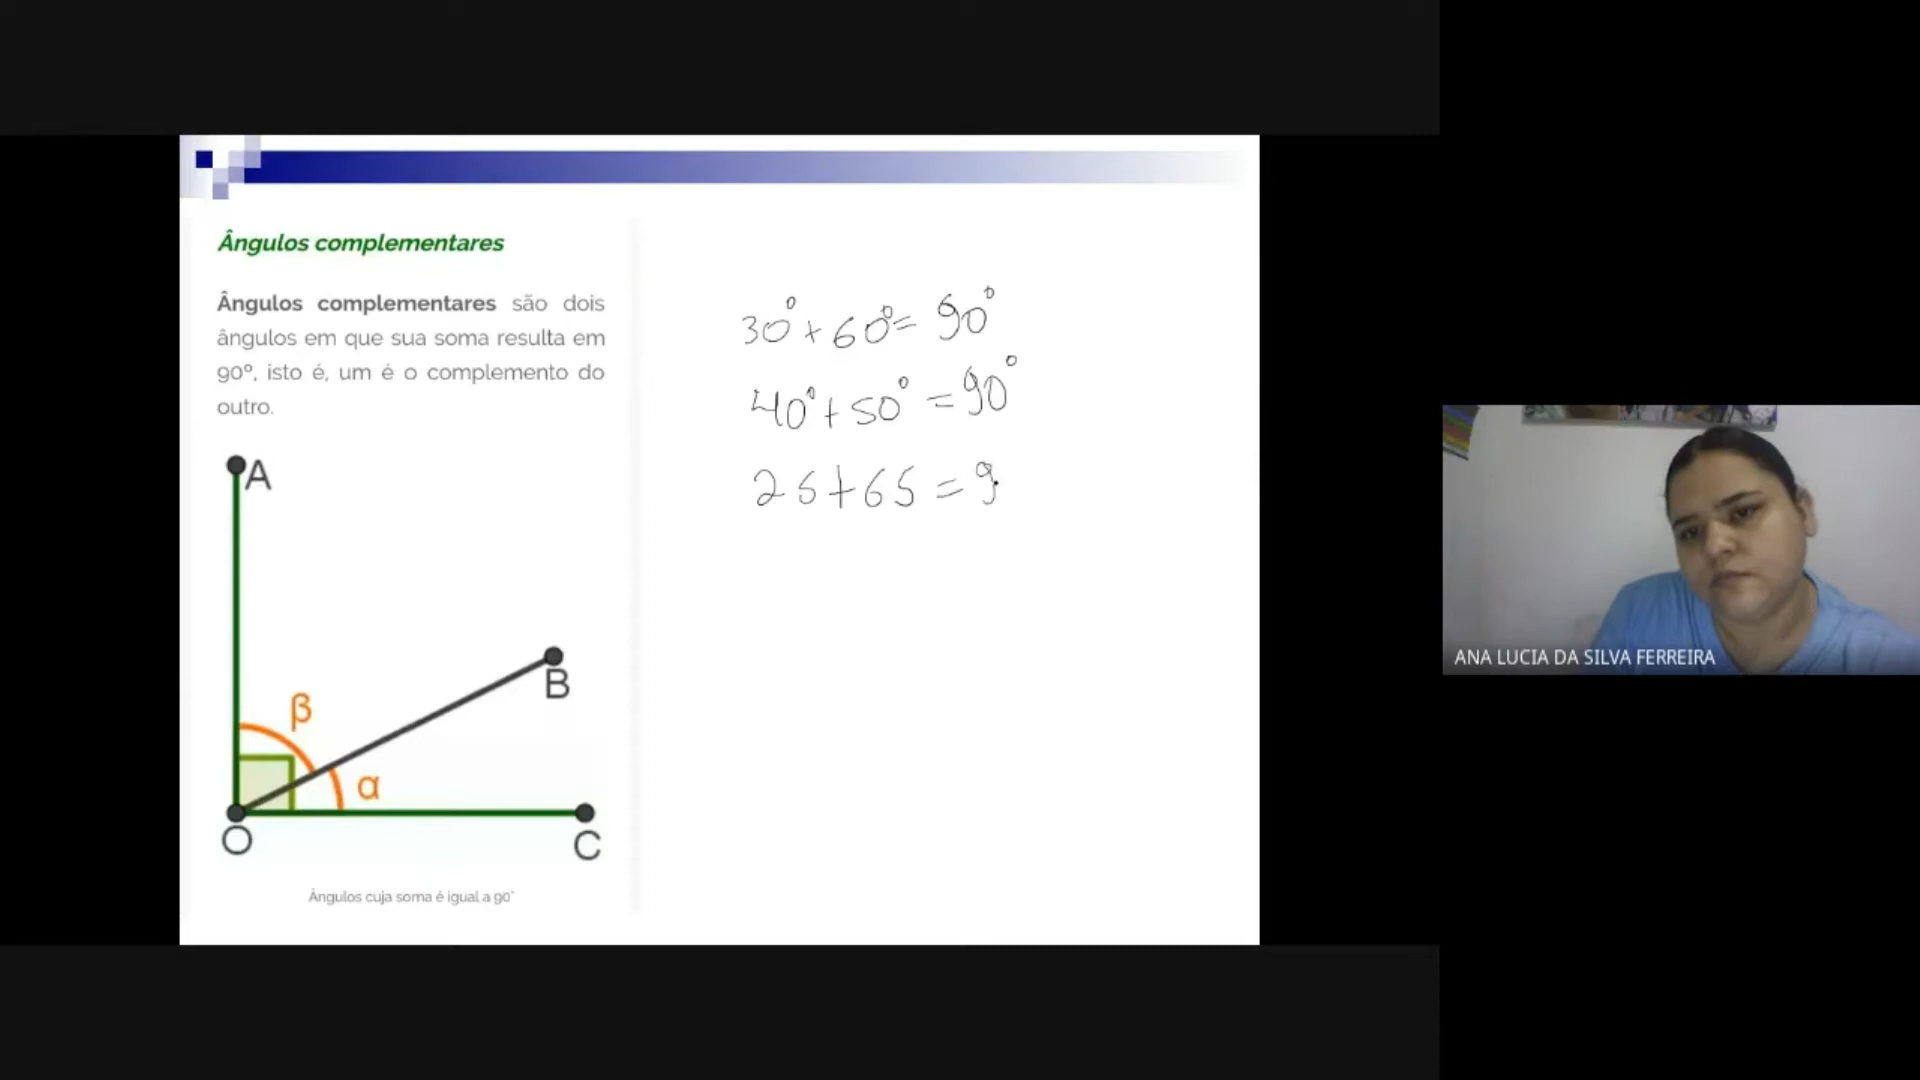 Ângulos complementares
Ângulos complementares são dois
ângulos em que sua soma resulta em
90º, isto é, um é o complemento do
outro.
A
B
β
α
O
C
Ângulos cuja soma é igual a 90°
30° + 60° = 90°
40° + 50° = 90°
25 + 65 = 9
ANA LUCIA DA SILVA FERREIRA